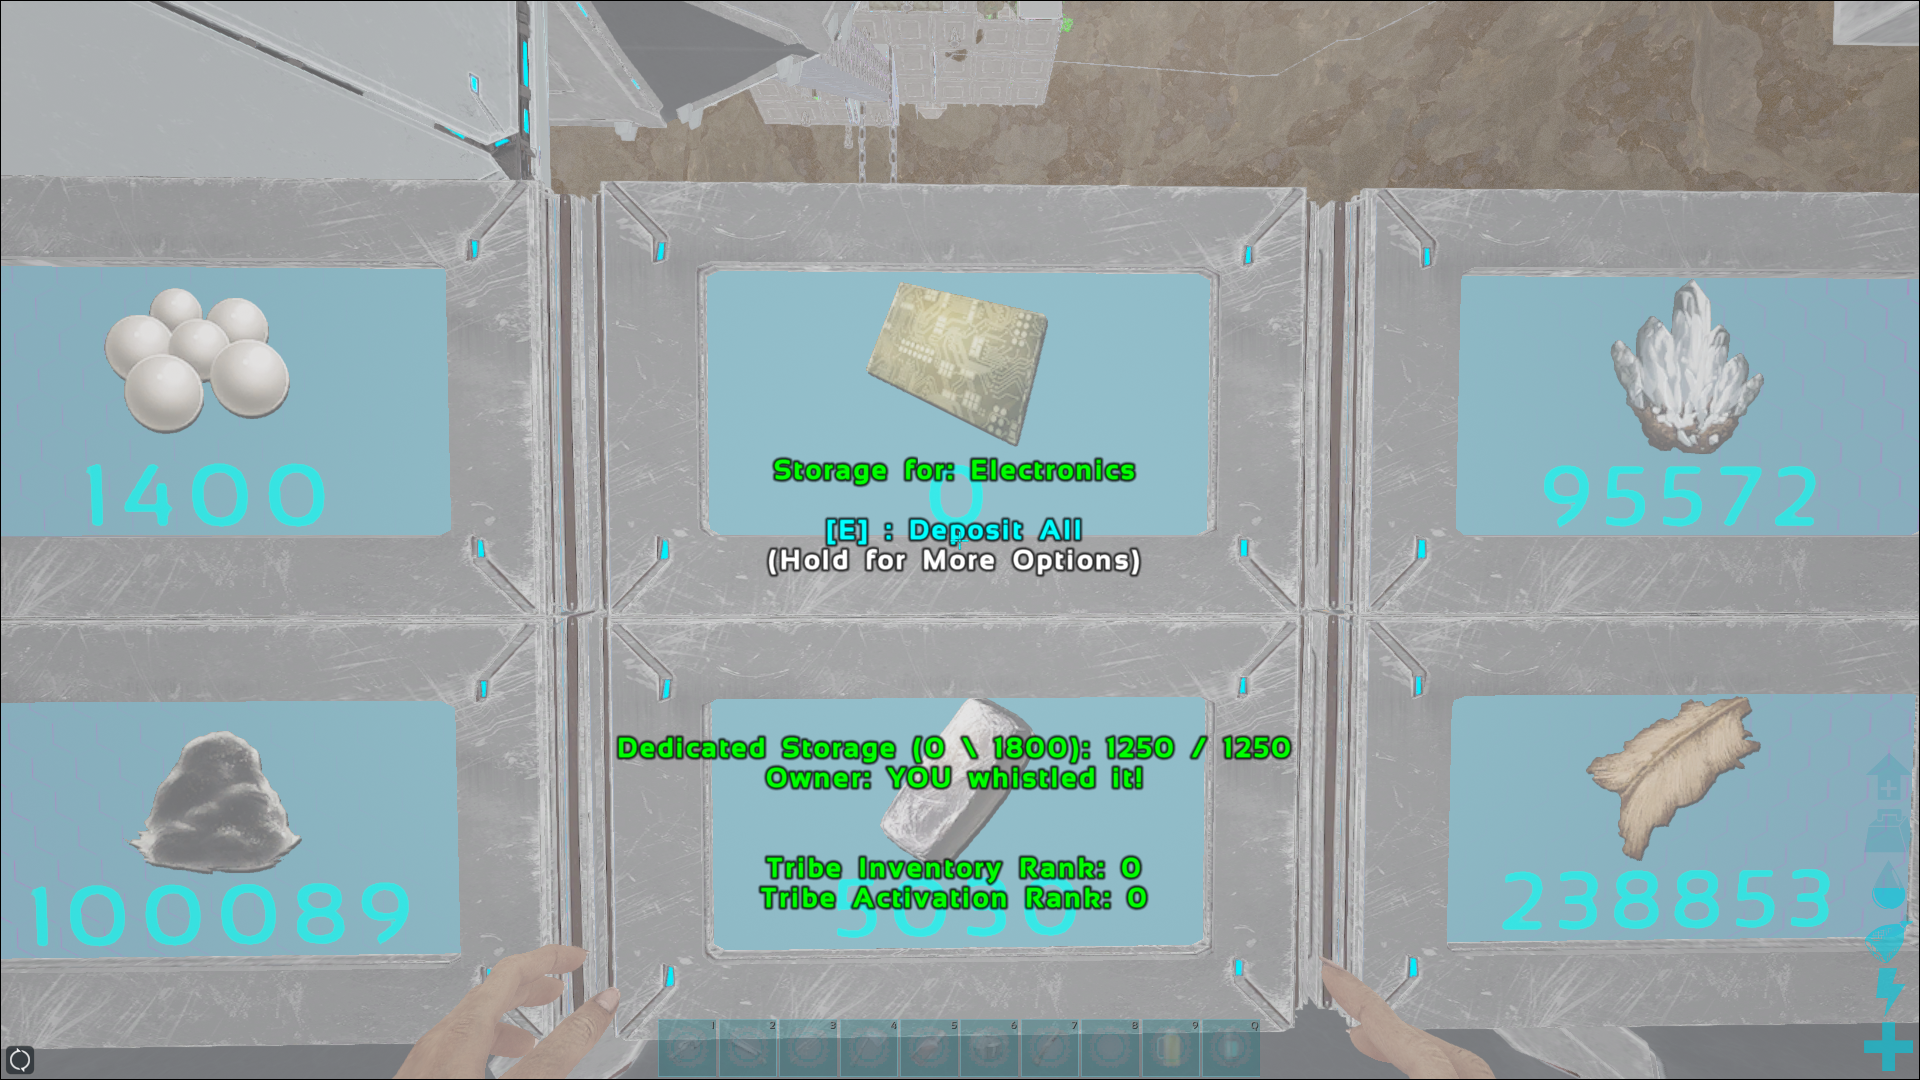 1400
Storage for: Electronics
0
[E] : Deposit All
(Hold for More Options)
95572
Dedicated Storage (0 \ 1800): 1250 / 1250
Owner: YOU whistled it!
Tribe Inventory Rank: 0
Tribe Activation Rank: 0
100089
238853
1 2 3 4 5 6 7 8 9 0